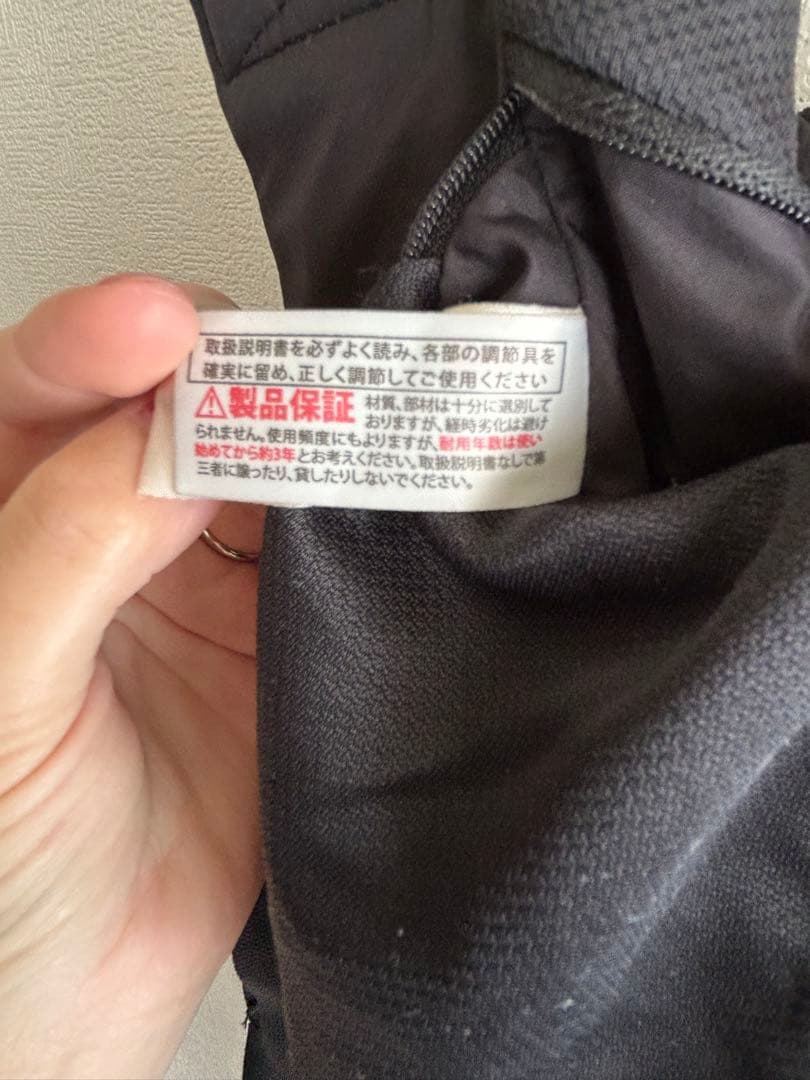 取扱説明書を必ずよく読み、各部の調節具を
確実に留め、正しく調節してご使用ください
⚠製品保証 材質、部材は十分に選別して
おりますが、経時劣化は避け
られません。使用頻度にもよりますが、耐用年数は使い
始めてから約3年とお考えください。取扱説明書なしで第
三者に譲ったり、貸したりしないでください。